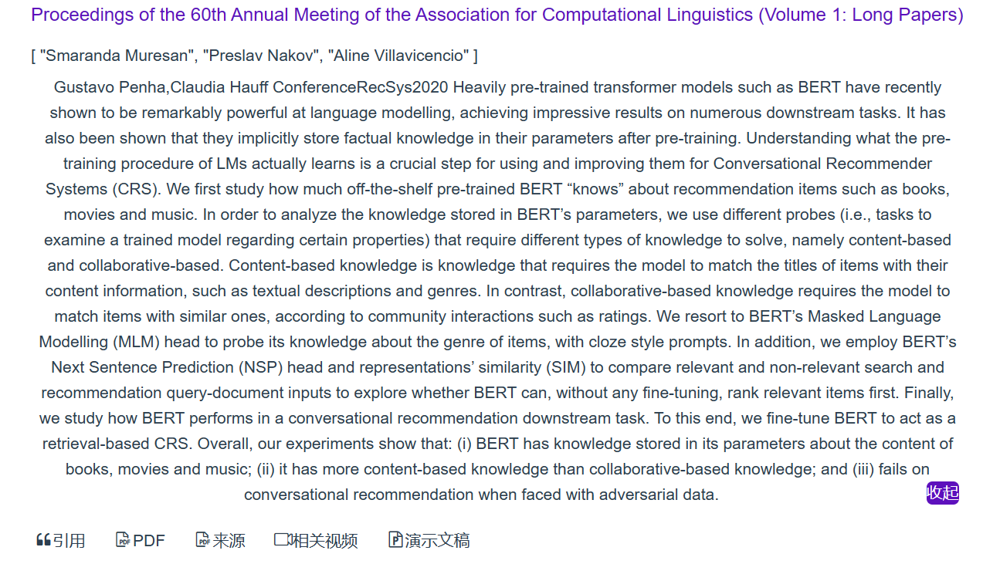 Proceedings of the 60th Annual Meeting of the Association for Computational Linguistics (Volume 1: Long Papers)
[ "Smaranda Muresan", "Preslav Nakov", "Aline Villavicencio" ]
Gustavo Penha,Claudia Hauff ConferenceRecSys2020 Heavily pre-trained transformer models such as BERT have recently
shown to be remarkably powerful at language modelling, achieving impressive results on numerous downstream tasks. It has
also been shown that they implicitly store factual knowledge in their parameters after pre-training. Understanding what the pre-
training procedure of LMs actually learns is a crucial step for using and improving them for Conversational Recommender
Systems (CRS). We first study how much off-the-shelf pre-trained BERT “knows” about recommendation items such as books,
movies and music. In order to analyze the knowledge stored in BERT’s parameters, we use different probes (i.e., tasks to
examine a trained model regarding certain properties) that require different types of knowledge to solve, namely content-based
and collaborative-based. Content-based knowledge is knowledge that requires the model to match the titles of items with their
content information, such as textual descriptions and genres. In contrast, collaborative-based knowledge requires the model to
match items with similar ones, according to community interactions such as ratings. We resort to BERT’s Masked Language
Modelling (MLM) head to probe its knowledge about the genre of items, with cloze style prompts. In addition, we employ BERT’s
Next Sentence Prediction (NSP) head and representations’ similarity (SIM) to compare relevant and non-relevant search and
recommendation query-document inputs to explore whether BERT can, without any fine-tuning, rank relevant items first. Finally,
we study how BERT performs in a conversational recommendation downstream task. To this end, we fine-tune BERT to act as a
retrieval-based CRS. Overall, our experiments show that: (i) BERT has knowledge stored in its parameters about the content of
books, movies and music; (ii) it has more content-based knowledge than collaborative-based knowledge; and (iii) fails on
conversational recommendation when faced with adversarial data. 收起
引用 PDF 来源 相关视频 演示文稿